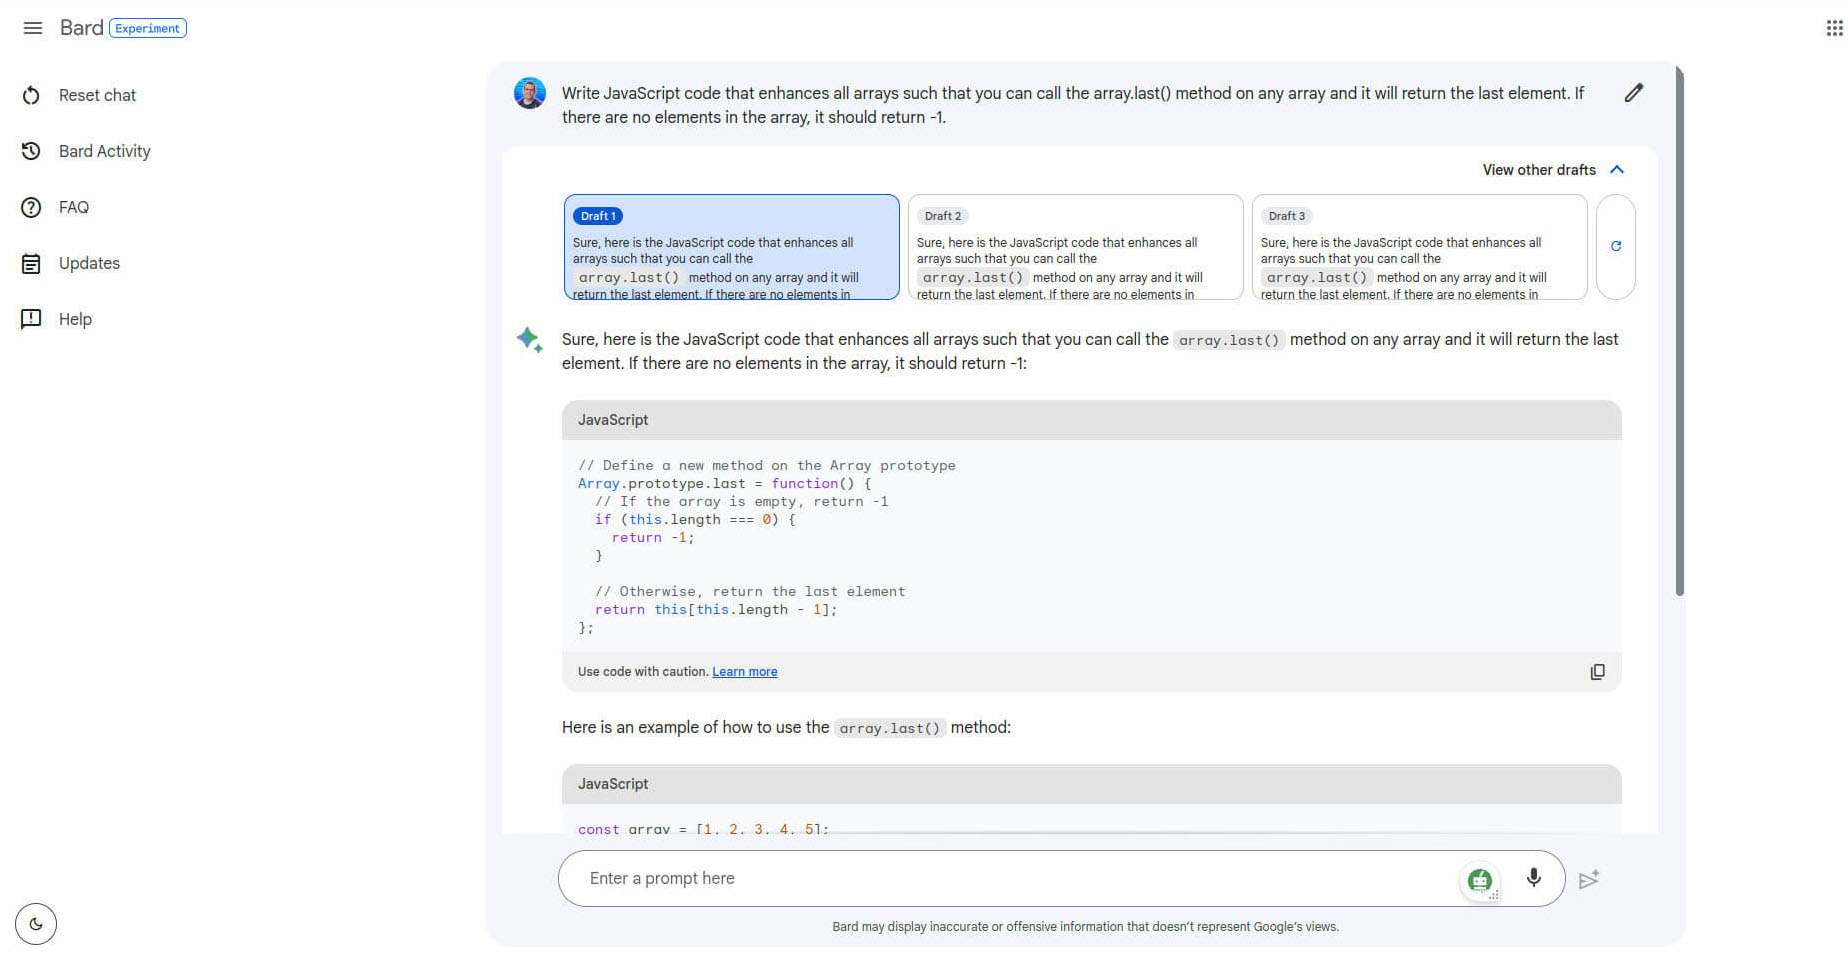 Bard Experiment
Reset chat
Bard Activity
FAQ
Updates
Help
Write JavaScript code that enhances all arrays such that you can call the array.last() method on any array and it will return the last element. If
there are no elements in the array, it should return -1.
View other drafts
Draft 1
Sure, here is the JavaScript code that enhances all
arrays such that you can call the
array.last() method on any array and it will
return the last element. If there are no elements in
Draft 2
Sure, here is the JavaScript code that enhances all
arrays such that you can call the
array.last() method on any array and it will
return the last element. If there are no elements in
Draft 3
Sure, here is the JavaScript code that enhances all
arrays such that you can call the
array.last() method on any array and it will
return the last element. If there are no elements in
Sure, here is the JavaScript code that enhances all arrays such that you can call the array.last() method on any array and it will return the last
element. If there are no elements in the array, it should return -1:
JavaScript
// Define a new method on the Array prototype
Array.prototype.last = function() {
  // If the array is empty, return -1
  if (this.length === 0) {
    return -1;
  }
  // Otherwise, return the last element
  return this[this.length - 1];
};
Use code with caution. Learn more
Here is an example of how to use the array.last() method:
JavaScript
const array = [1, 2, 3, 4, 5];
Enter a prompt here
Bard may display inaccurate or offensive information that doesn't represent Google's views.